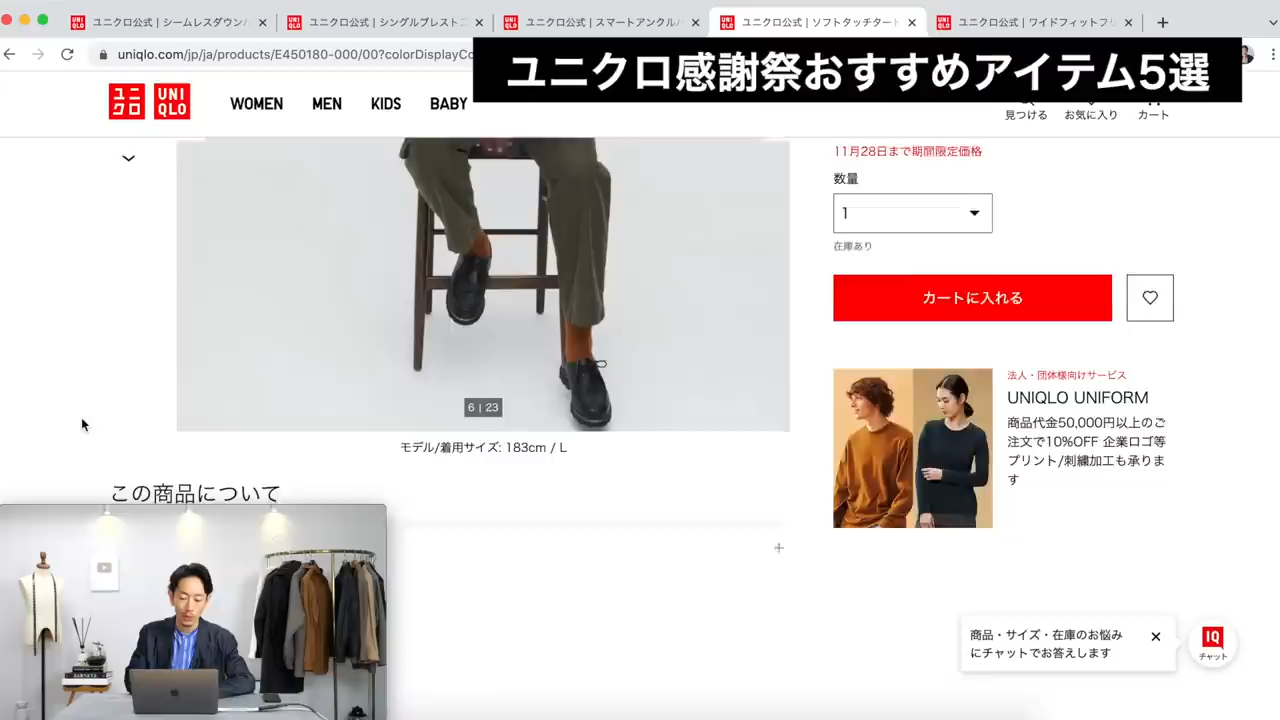 ユニクロ公式 | シームレスダウン
ユニクロ公式 | シングルブレスト
ユニクロ公式 | スマートアンクル
ユニクロ公式 | ソフトタッチター
ユニクロ公式 | ワイドフィットフ
uniqlo.com/jp/ja/products/E450180-000/00?colorDisplayCo
ユニクロ感謝祭おすすめアイテム5選
ユニクロ
UNIQLO
WOMEN
MEN
KIDS
BABY
見つける
お気に入り
カート
11月28日まで期間限定価格
数量
1
在庫あり
カートに入れる
6 | 23
モデル/着用サイズ: 183cm / L
この商品について
法人・団体様向けサービス
UNIQLO UNIFORM
商品代金50,000円以上のご
注文で10%OFF 企業ロゴ等
プリント/刺繍加工も承りま
す
商品・サイズ・在庫のお悩み
にチャットでお答えします
IQ
チャット